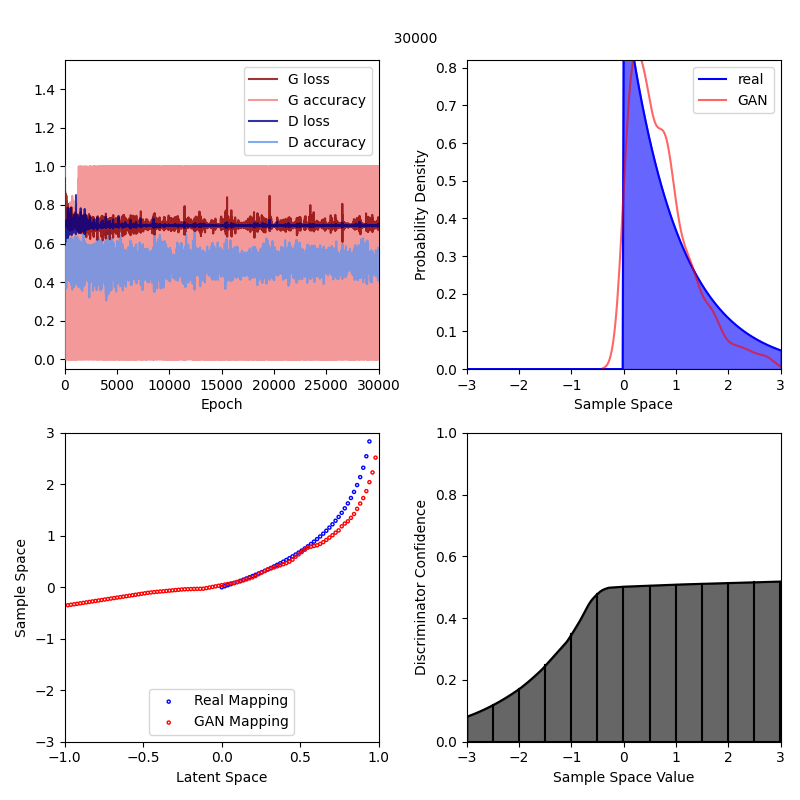 30000
G loss
G accuracy
D loss
D accuracy
1.4
1.2
1.0
0.8
0.6
0.4
0.2
0.0
0 5000 10000 15000 20000 25000 30000
Epoch
real
GAN
Probability Density
0.8
0.7
0.6
0.5
0.4
0.3
0.2
0.1
0.0
−3 −2 −1 0 1 2 3
Sample Space
Sample Space
3
2
1
0
−1
−2
−3
Real Mapping
GAN Mapping
−1.0 −0.5 0.0 0.5 1.0
Latent Space
Discriminator Confidence
1.0
0.8
0.6
0.4
0.2
0.0
−3 −2 −1 0 1 2 3
Sample Space Value